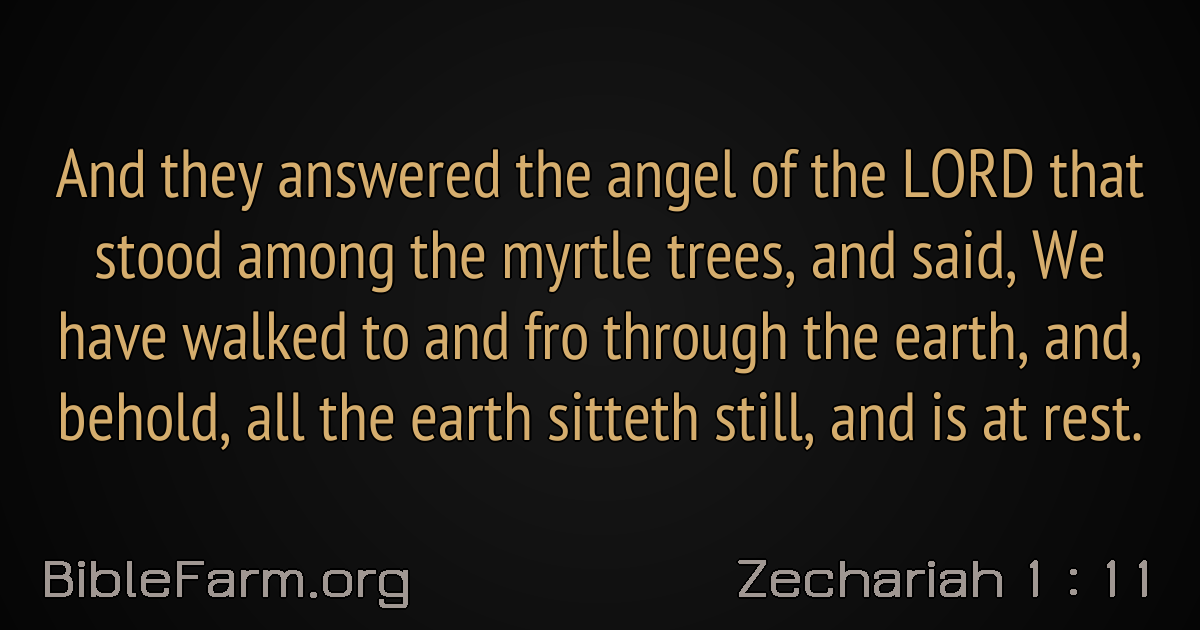 And they answered the angel of the LORD that
stood among the myrtle trees, and said, We
have walked to and fro through the earth, and,
behold, all the earth sitteth still, and is at rest.
BibleFarm.org
Zechariah 1 : 11